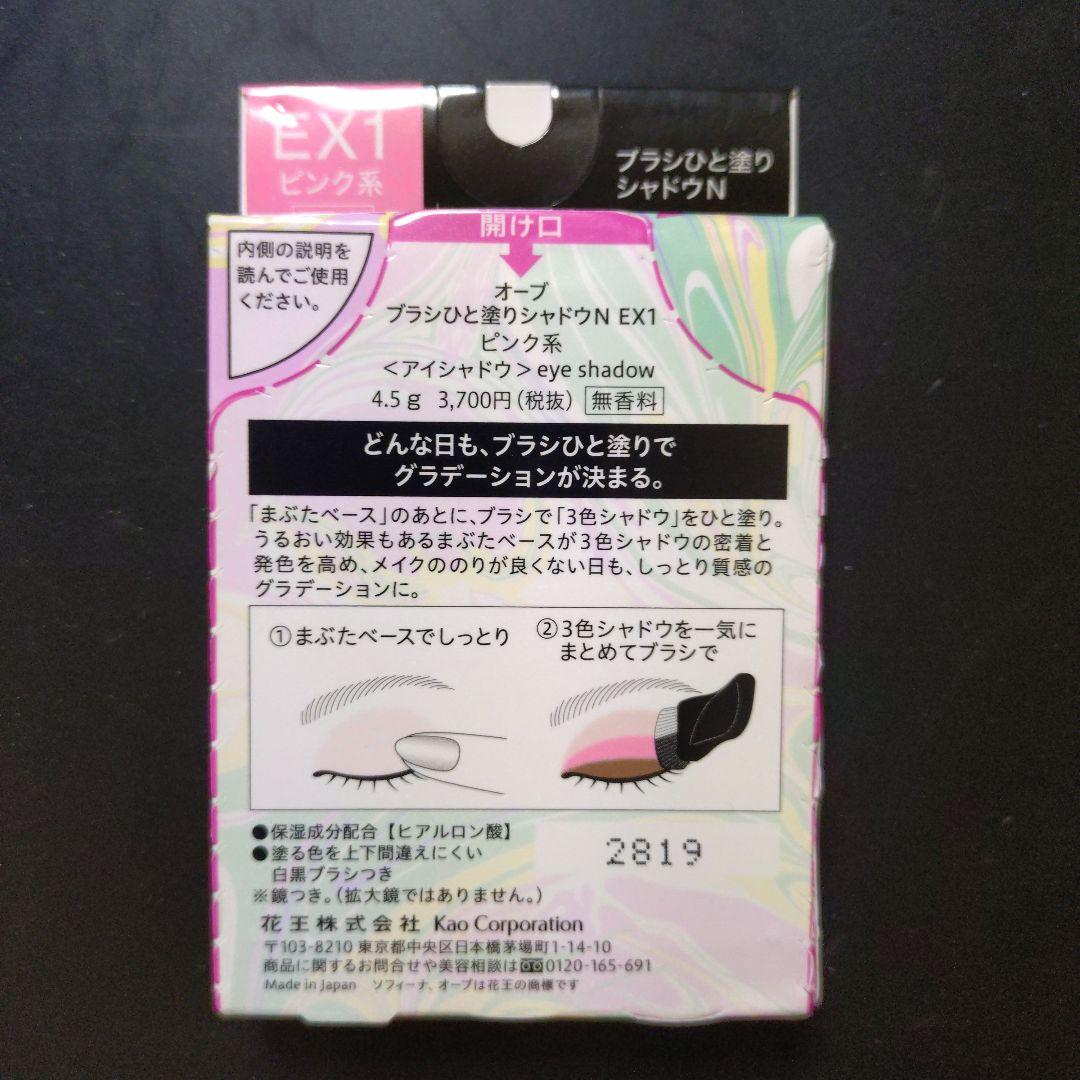 EX1
ピンク系
ブラシひと塗り
シャドウN
開け口
内側の説明を
読んでご使用
ください。
オーブ
ブラシひと塗りシャドウN EX1
ピンク系
<アイシャドウ> eye shadow
4.5g 3,700円(税抜) 無香料
どんな日も、ブラシひと塗りで
グラデーションが決まる。
「まぶたベース」のあとに、ブラシで「3色シャドウ」をひと塗り。
うるおい効果もあるまぶたベースが3色シャドウの密着と
発色を高め、メイクののりが良くない日も、しっとり質感の
グラデーションに。
①まぶたベースでしっとり
②3色シャドウを一気に
まとめてブラシで
●保湿成分配合【ヒアルロン酸】
●塗る色を上下間違えにくい
白黒ブラシつき
※鏡つき。(拡大鏡ではありません。)
2819
花王株式会社 Kao Corporation
〒103-8210 東京都中央区日本橋茅場町1-14-10
商品に関するお問合せや美容相談は 0120-165-691
Made in Japan ソフィーナ、オーブは花王の商標です